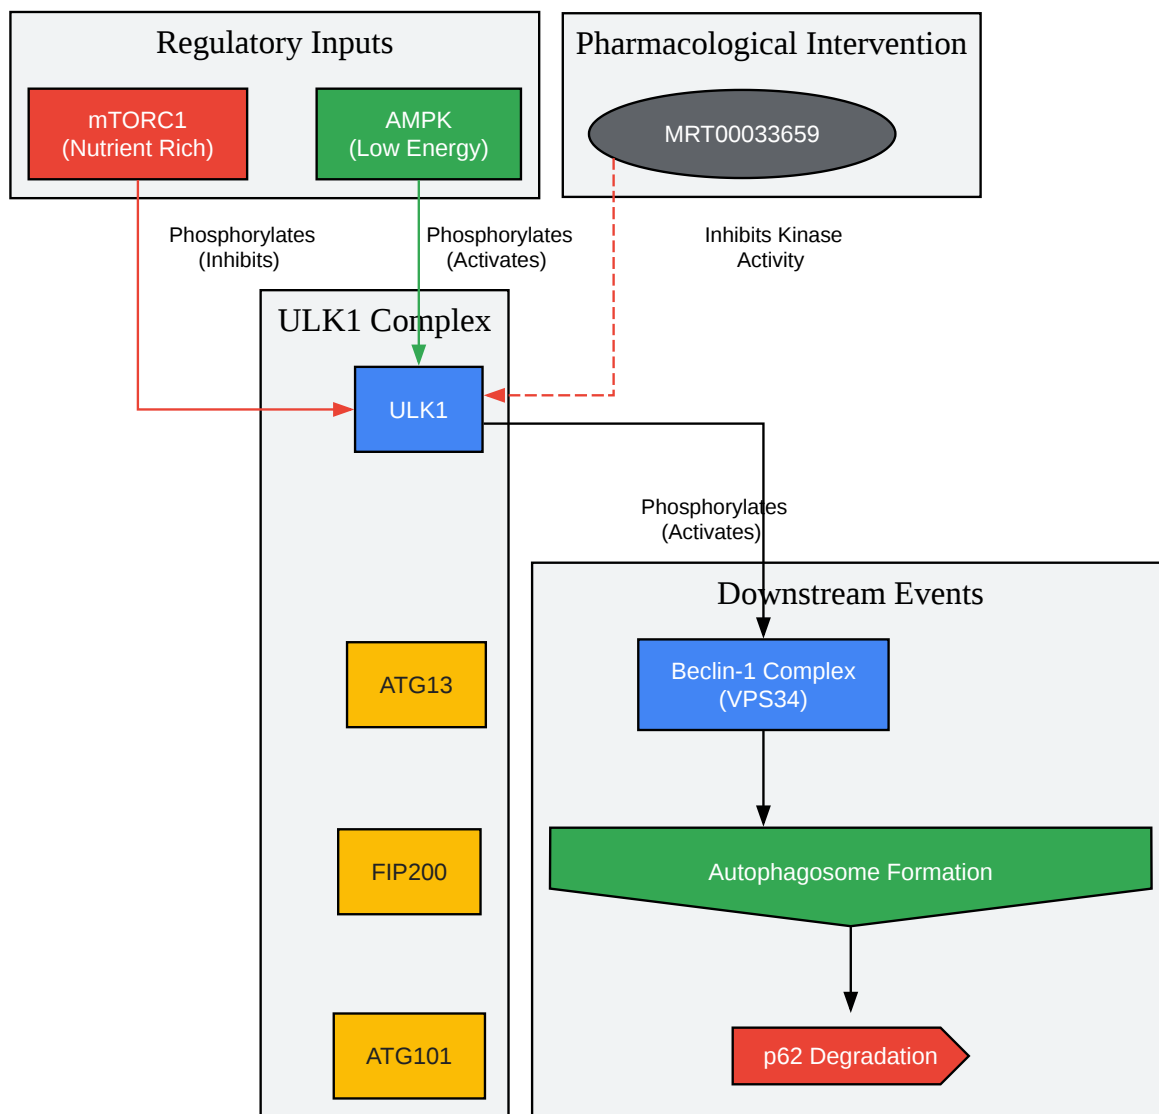 Regulatory Inputs
Pharmacological Intervention
mTORC1
(Nutrient Rich)
AMPK
(Low Energy)
MRT00033659
Phosphorylates
(Inhibits)
Phosphorylates
(Activates)
Inhibits Kinase
Activity
ULK1 Complex
ULK1
Phosphorylates
(Activates)
Downstream Events
Beclin-1 Complex
(VPS34)
ATG13
FIP200
Autophagosome Formation
ATG101
p62 Degradation